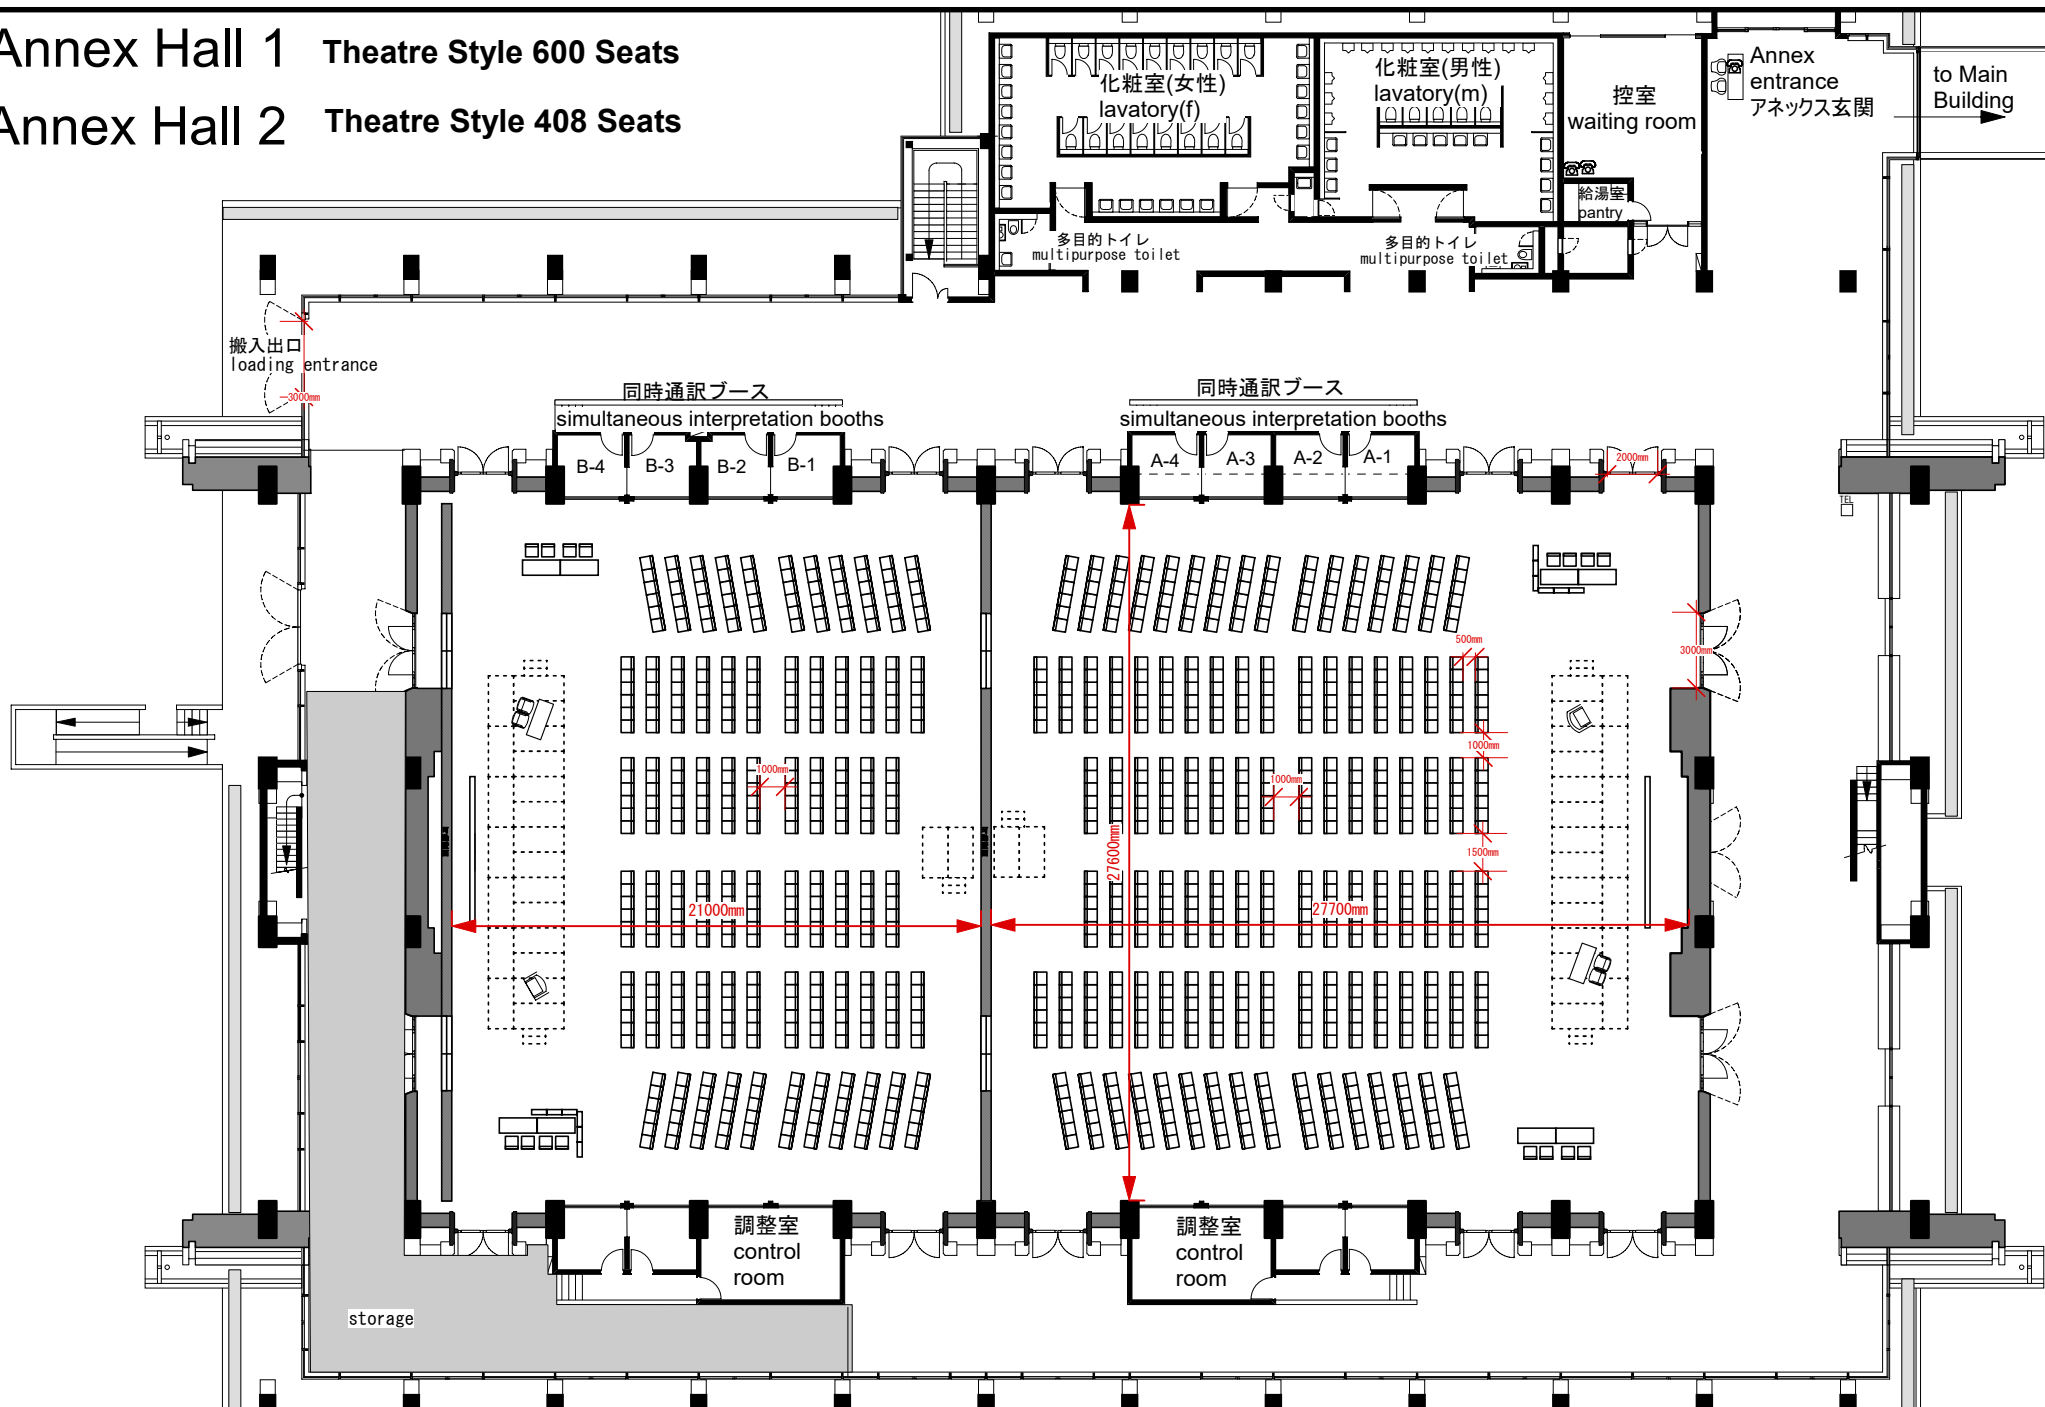 Annex Hall 1 Theatre Style 600 Seats
Annex Hall 2 Theatre Style 408 Seats
化粧室(女性)
lavatory(f)
化粧室(男性)
lavatory(m)
控室
waiting room
Annex
entrance
アネックス玄関
to Main
Building
給湯室
pantry
多目的トイレ
multipurpose toilet
多目的トイレ
multipurpose toilet
搬入出口
loading entrance
3000mm
同時通訳ブース
simultaneous interpretation booths
同時通訳ブース
simultaneous interpretation booths
B-4 B-3 B-2 B-1
A-4 A-3 A-2 A-1
2000mm
TEL
500mm
3000mm
1000mm
1000mm
1000mm
1500mm
27600mm
21000mm
27700mm
調整室
control
room
調整室
control
room
storage